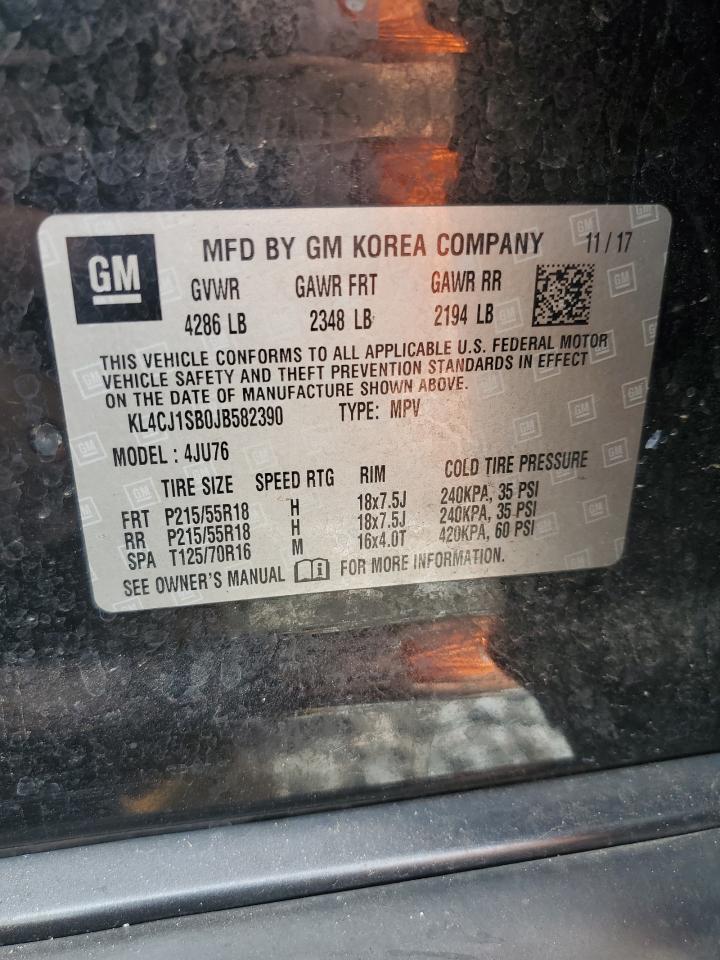 GM
MFD BY GM KOREA COMPANY 11/17
GVWR GAWR FRT GAWR RR
4286 LB 2348 LB 2194 LB
THIS VEHICLE CONFORMS TO ALL APPLICABLE U.S. FEDERAL MOTOR
VEHICLE SAFETY AND THEFT PREVENTION STANDARDS IN EFFECT
ON THE DATE OF MANUFACTURE SHOWN ABOVE.
KL4CJ1SB0JB582390 TYPE: MPV
MODEL : 4JU76
TIRE SIZE SPEED RTG RIM COLD TIRE PRESSURE
FRT P215/55R18 H 18x7.5J 240KPA, 35 PSI
RR P215/55R18 H 18x7.5J 240KPA, 35 PSI
SPA T125/70R16 M 16x4.0T 420KPA, 60 PSI
SEE OWNER'S MANUAL FOR MORE INFORMATION.